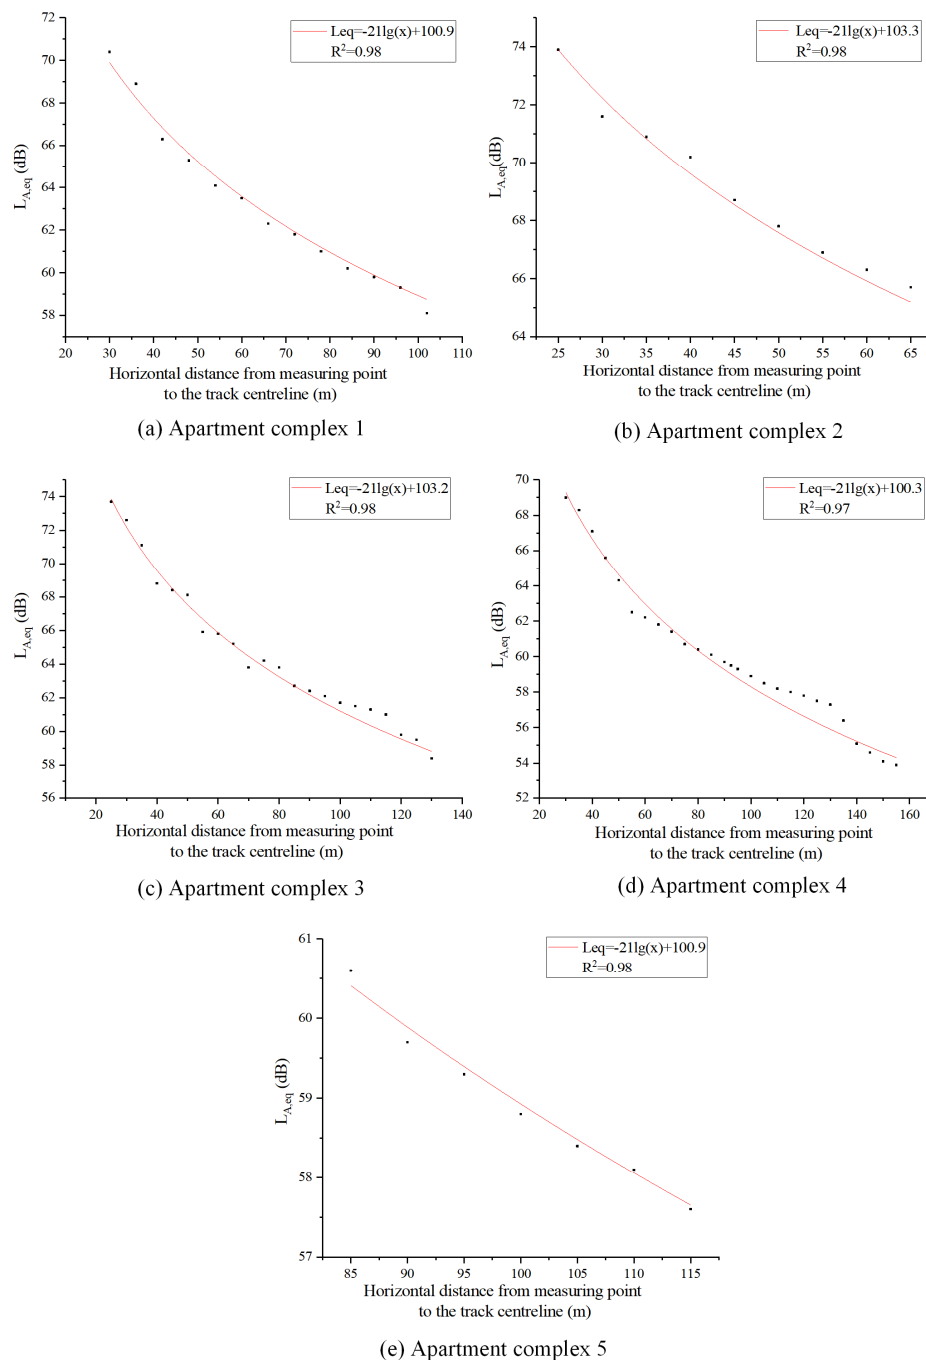 72
70
68
66
64
62
60
58
L_A,eq (dB)
Leq=-21lg(x)+100.9
R²=0.98
20 30 40 50 60 70 80 90 100 110
Horizontal distance from measuring point
to the track centreline (m)
(a) Apartment complex 1
74
72
70
68
66
64
L_A,eq(dB)
Leq=-21lg(x)+103.3
R²=0.98
25 30 35 40 45 50 55 60 65
Horizontal distance from measuring point
to the track centreline (m)
(b) Apartment complex 2
74
72
70
68
66
64
62
60
58
56
L_A,eq (dB)
Leq=-21lg(x)+103.2
R²=0.98
20 40 60 80 100 120 140
Horizontal distance from measuring point
to the track centreline (m)
(c) Apartment complex 3
70
68
66
64
62
60
58
56
54
52
L_A,eq (dB)
Leq=-21lg(x)+100.3
R²=0.97
20 40 60 80 100 120 140 160
Horizontal distance from measuring point
to the track centreline (m)
(d) Apartment complex 4
61
60
59
58
57
L_A,eq (dB)
Leq=-21lg(x)+100.9
R²=0.98
85 90 95 100 105 110 115
Horizontal distance from measuring point
to the track centreline (m)
(e) Apartment complex 5